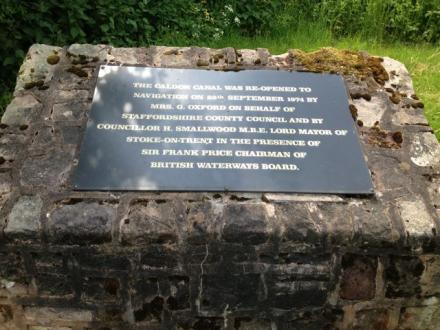 THE CALDON CANAL WAS RE-OPENED TO
NAVIGATION ON 28TH SEPTEMBER 1974 BY
MRS. G. OXFORD ON BEHALF OF
STAFFORDSHIRE COUNTY COUNCIL AND BY
COUNCILLOR H. SMALLWOOD M.B.E. LORD MAYOR OF
STOKE-ON-TRENT IN THE PRESENCE OF
SIR FRANK PRICE CHAIRMAN OF
BRITISH WATERWAYS BOARD.